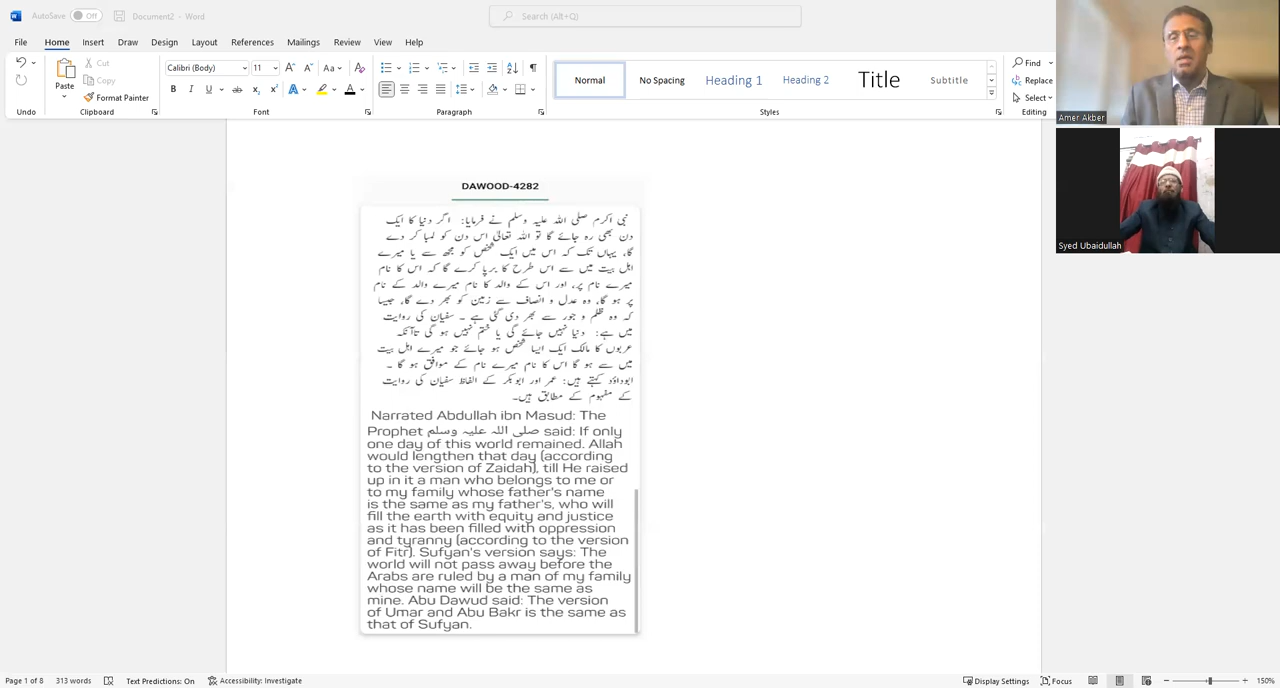 AutoSave Off Document2 - Word Search (Alt+Q)
File Home Insert Draw Design Layout References Mailings Review View Help
Paste Cut Copy Format Painter
Calibri (Body) 11
Normal No Spacing Heading 1 Heading 2 Title Subtitle
Find Replace Select
Undo Clipboard Font Paragraph Styles Editing
Amer Akber
Syed Ubaidullah
DAWOOD-4282
نبی اکرم صلی اللہ علیہ وسلم نے فرمایا: اگر دنیا کا ایک
دن بھی رہ جائے گا تو اللہ تعالیٰ اس دن کو لمبا کر دے
گا، یہاں تک کہ اس میں ایک شخص کو مجھ سے یا میرے
اہل بیت میں سے اس طرح کا برپا کرے گا کہ اس کا نام
میرے نام پر، اور اس کے والد کا نام میرے والد کے نام
پر ہو گا، وہ عدل و انصاف سے زمین کو بھر دے گا، جیسا
کہ وہ ظلم و جور سے بھر دی گئی ہے ۔ سفیان کی روایت
میں ہے: دنیا نہیں جائے گی یا ختم نہیں ہو گی تاآنکہ
عربوں کا مالک ایک ایسا شخص ہو جائے جو میرے اہل بیت
میں سے ہو گا اس کا نام میرے نام کے موافق ہو گا ۔
ابوداؤد کہتے ہیں: عمر اور ابوبکر کے الفاظ سفیان کی روایت
کے مفہوم کے مطابق ہیں۔
Narrated Abdullah ibn Masud: The
Prophet صلی اللہ علیہ وسلم said: If only
one day of this world remained. Allah
would lengthen that day (according
to the version of Zaidah), till He raised
up in it a man who belongs to me or
to my family whose father's name
is the same as my father's, who will
fill the earth with equity and justice
as it has been filled with oppression
and tyranny (according to the version
of Fitr). Sufyan's version says: The
world will not pass away before the
Arabs are ruled by a man of my family
whose name will be the same as
mine. Abu Dawud said: The version
of Umar and Abu Bakr is the same as
that of Sufyan.
Page 1 of 8 313 words Text Predictions: On Accessibility: Investigate Display Settings Focus 150%